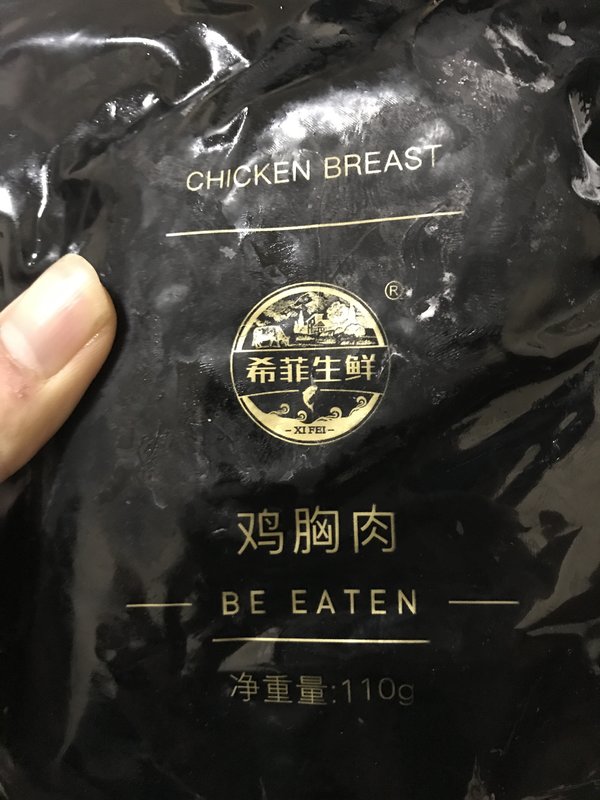 CHICKEN BREAST
®
希菲生鲜
- XI FEI -
鸡胸肉
BE EATEN
净重量:110g